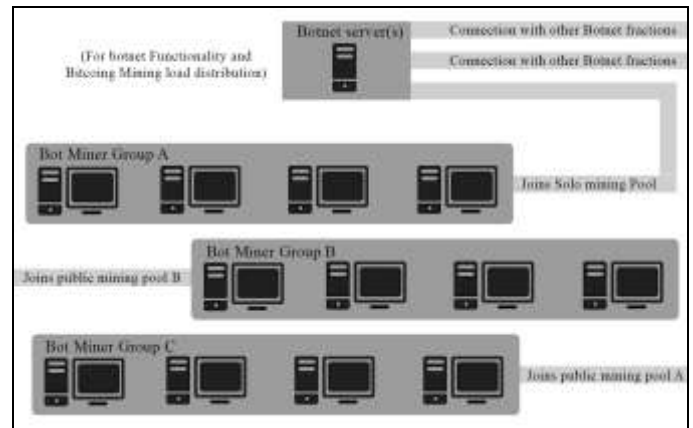 Botnet server(s)
Connection with other Botnet fractions
(For botnet Functionality and
Bitcoing Mining load distribution)
Connection with other Botnet fractions
Bot Miner Group A
Joins Solo mining Pool
Bot Miner Group B
Joins public mining pool B
Bot Miner Group C
Joins public mining pool A